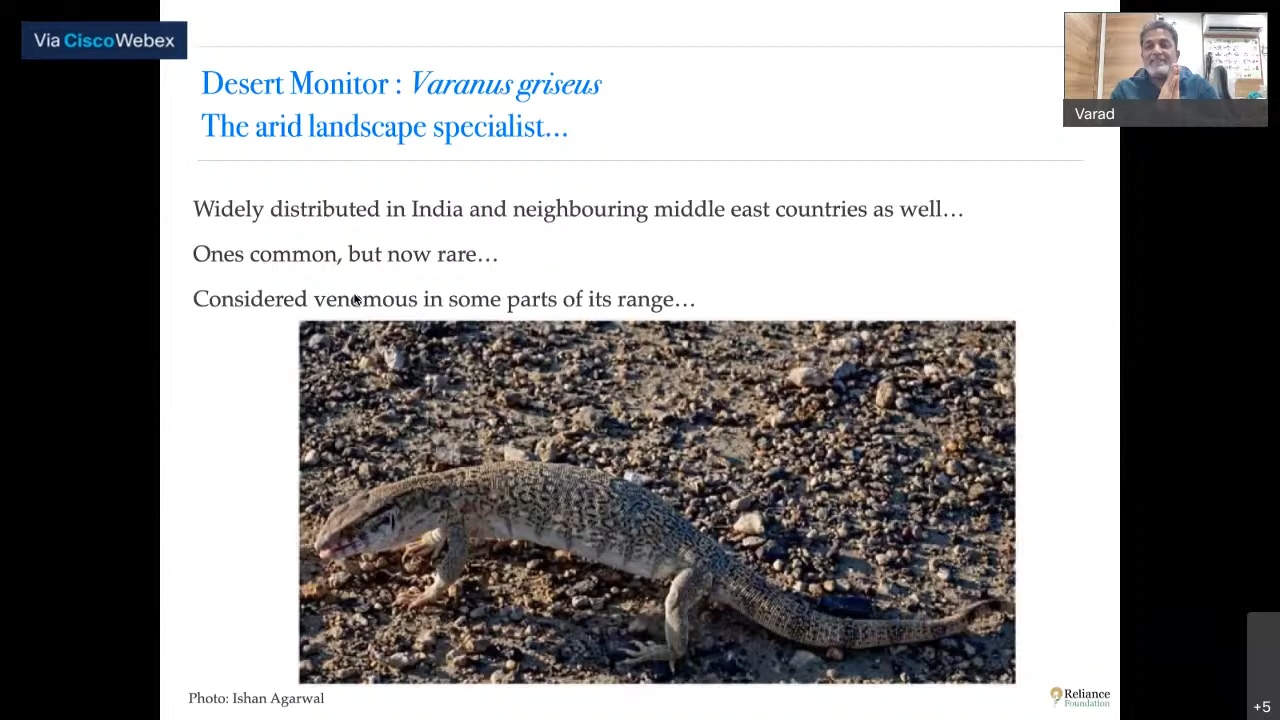 Via Cisco Webex
Desert Monitor : Varanus griseus
The arid landscape specialist...
Varad
Widely distributed in India and neighbouring middle east countries as well...
Ones common, but now rare...
Considered venomous in some parts of its range...
Photo: Ishan Agarwal
Reliance
Foundation
+5